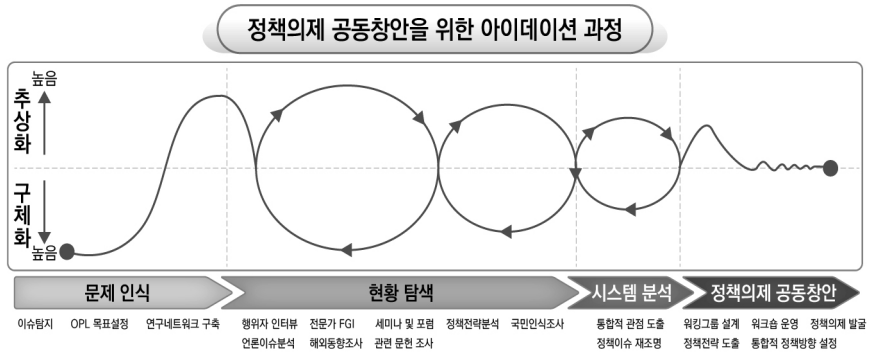 정책의제 공동창안을 위한 아이데이션 과정
높음
추상화
구체화
높음
문제 인식
현황 탐색
시스템 분석
정책의제 공동창안
이슈탐지 OPL 목표설정 연구네트워크 구축
행위자 인터뷰 전문가 FGI 세미나 및 포럼 정책전략분석 국민인식조사
언론이슈분석 해외동향조사 관련 문헌 조사
통합적 관점 도출
정책이슈 재조명
워킹그룹 설계 워크숍 운영 정책의제 발굴
정책전략 도출 통합적 정책방향 설정